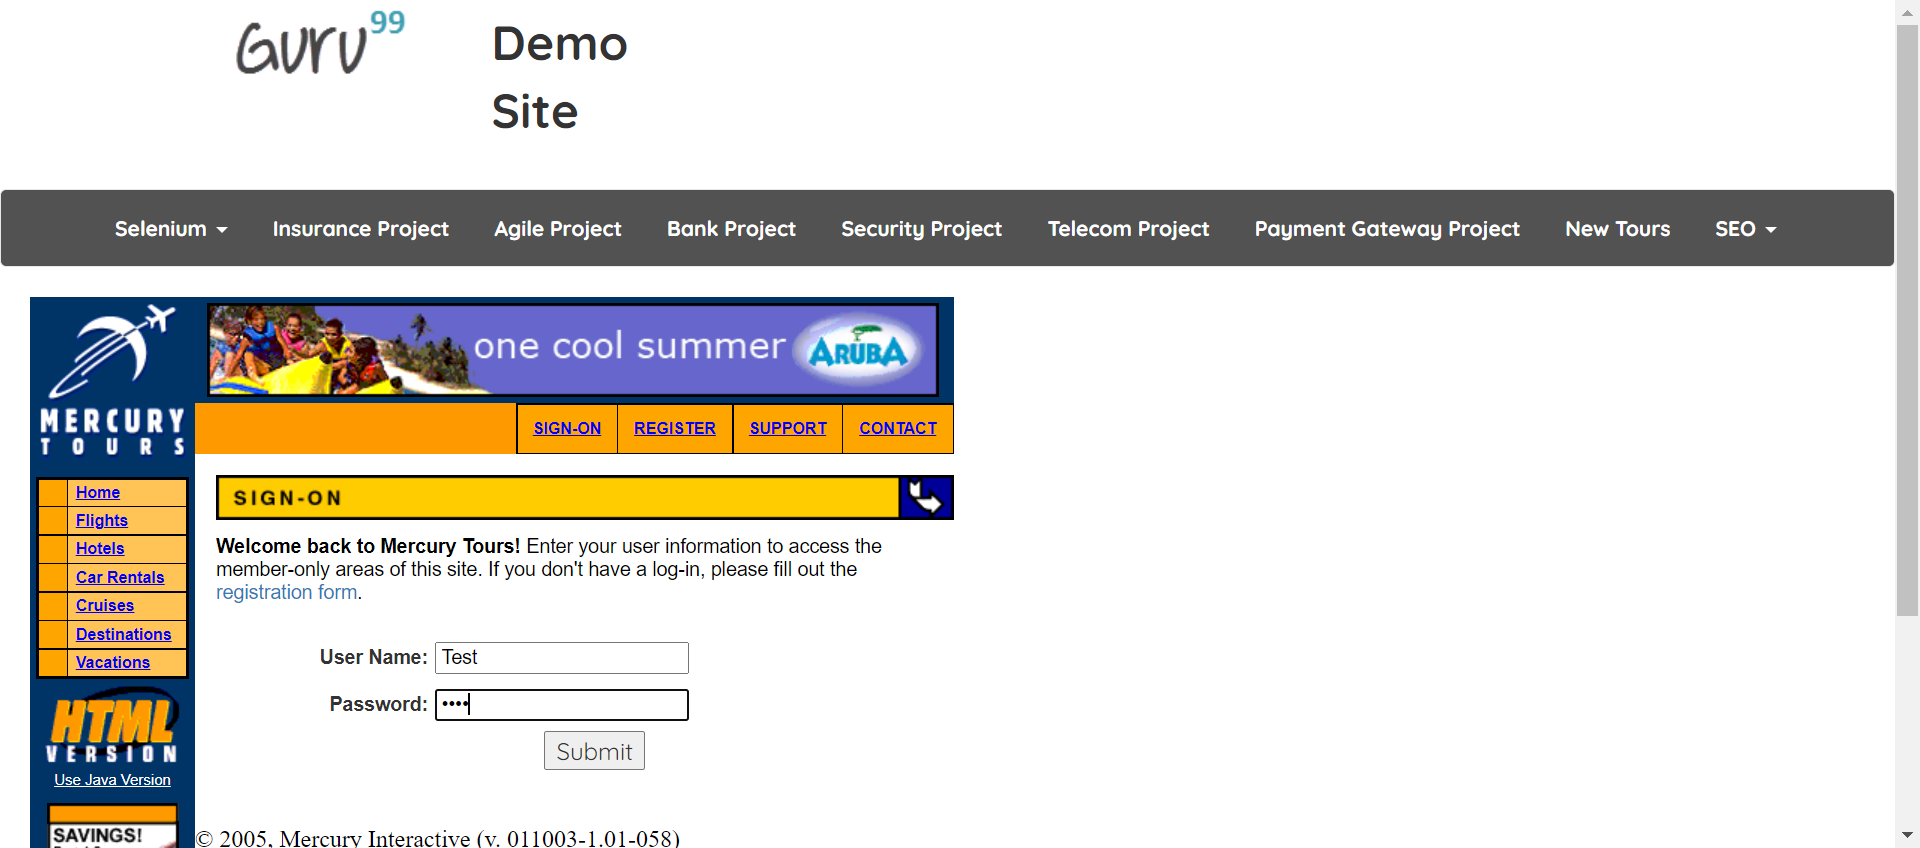 Guru99
Demo
Site
Selenium Insurance Project Agile Project Bank Project Security Project Telecom Project Payment Gateway Project New Tours SEO
one cool summer ARUBA
MERCURY
TOURS
SIGN-ON REGISTER SUPPORT CONTACT
SIGN-ON
Home
Flights
Hotels
Car Rentals
Cruises
Destinations
Vacations
HTML
VERSION
Use Java Version
SAVINGS!
Welcome back to Mercury Tours! Enter your user information to access the
member-only areas of this site. If you don't have a log-in, please fill out the
registration form.
User Name: Test
Password: ••••
Submit
© 2005, Mercury Interactive (v. 011003-1.01-058)